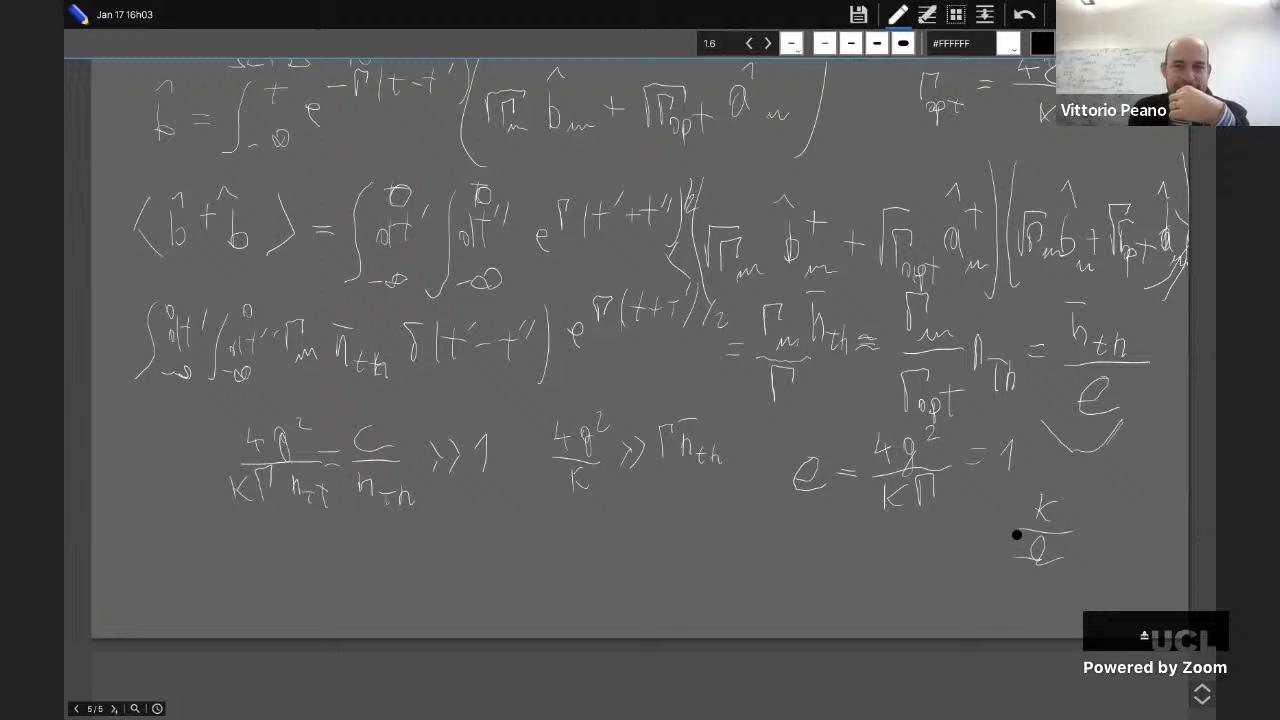 Jan 17 16h03
1.6
#FFFFFF
Vittorio Peano
b̂ = ∫_{-∞}^{t} e^{-Γ(t-t')} (√Γ_m b̂_in + √Γ_opt â_in) Γ_opt = 4g / κ
⟨b̂†b̂⟩ = ∫_{-∞}^{0} dt' ∫_{-∞}^{0} dt'' e^{Γ(t'+t'')/2} ⟨(√Γ_m b̂†_in + √Γ_opt â†_in)(√Γ_m b̂_in + √Γ_opt â_in)⟩
∫_{-∞}^{0} dt' ∫_{-∞}^{0} dt'' Γ_m n̄_th δ(t'-t'') e^{Γ(t+t')/2} = Γ_m n̄_th / Γ ≈ Γ_m / Γ_opt n_th = n̄_th / C
4g² / κΓ n_th = C / n_th >> 1 4g² / κ >> Γ n̄_th C = 4g² / κΓ = 1
κ
5/5
UCL
Powered by Zoom